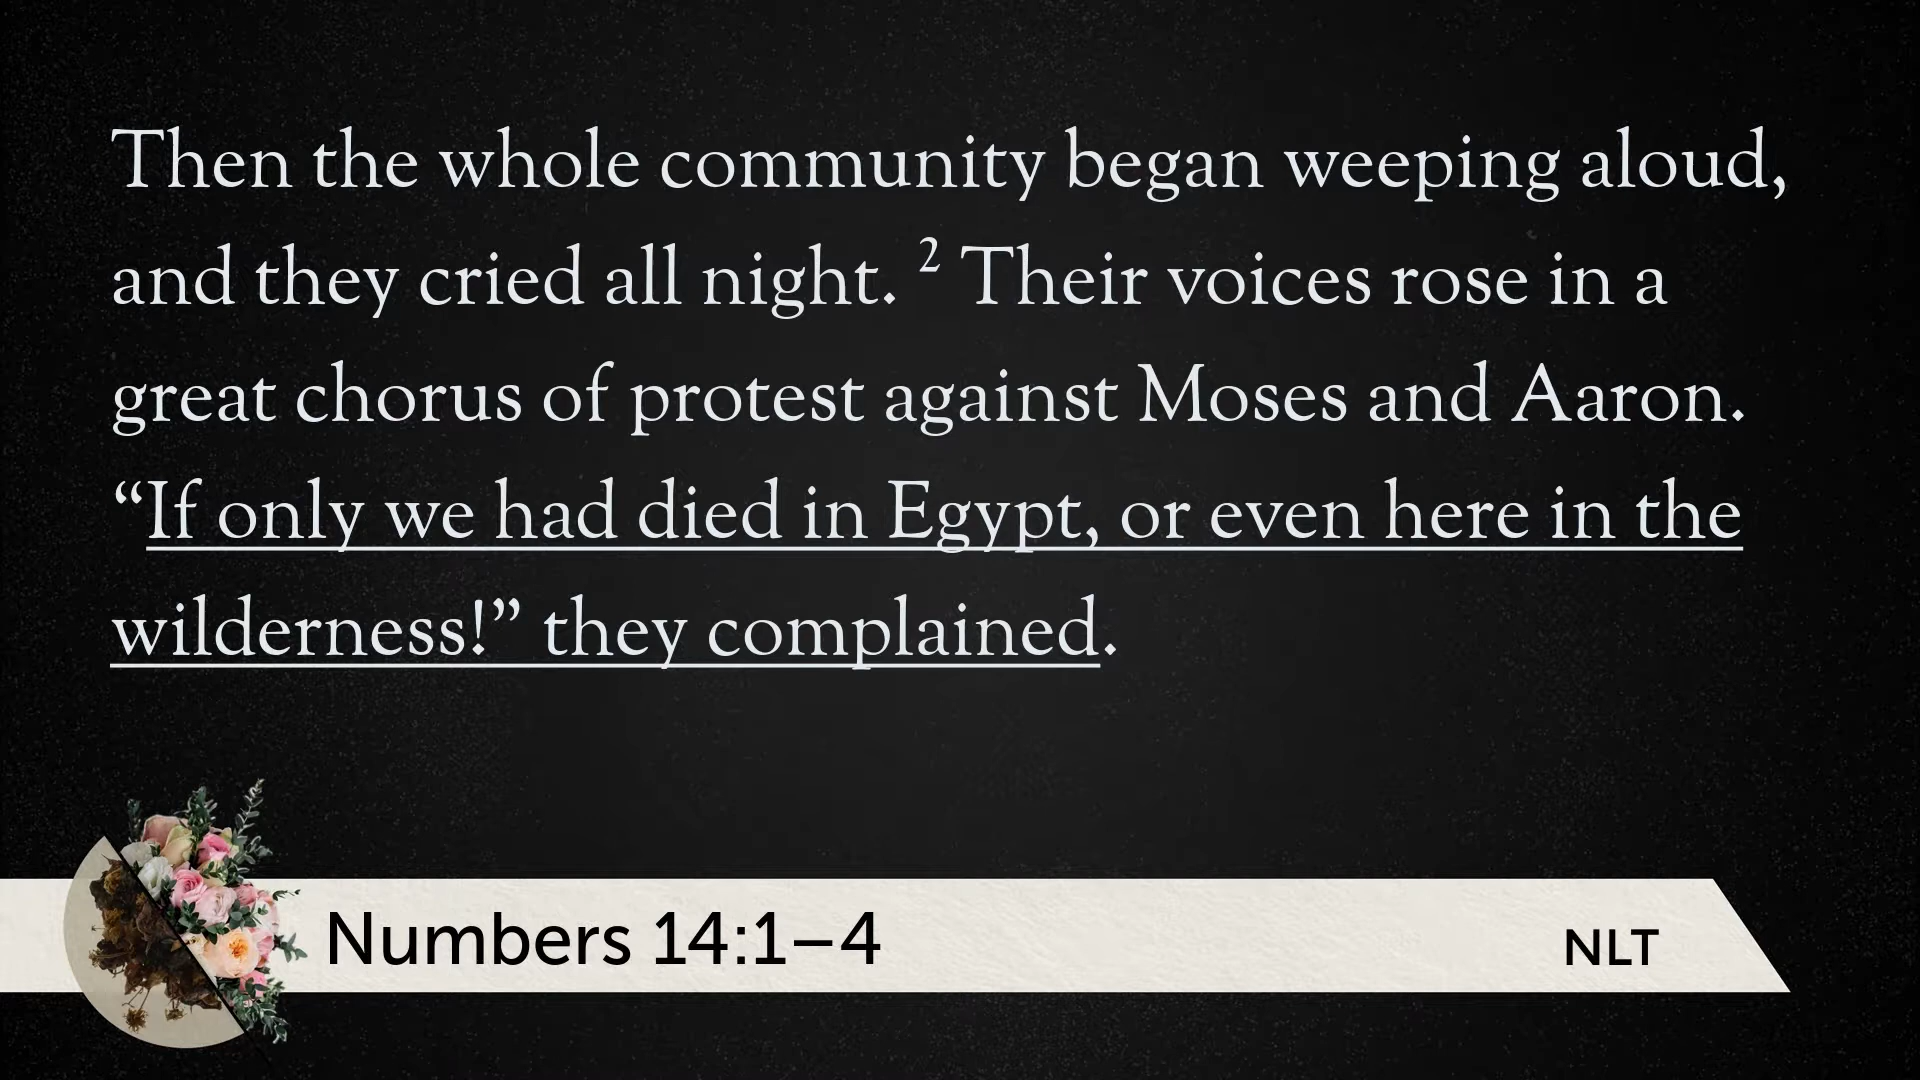 Then the whole community began weeping aloud,
and they cried all night. ² Their voices rose in a
great chorus of protest against Moses and Aaron.
“If only we had died in Egypt, or even here in the
wilderness!” they complained.
Numbers 14:1–4
NLT